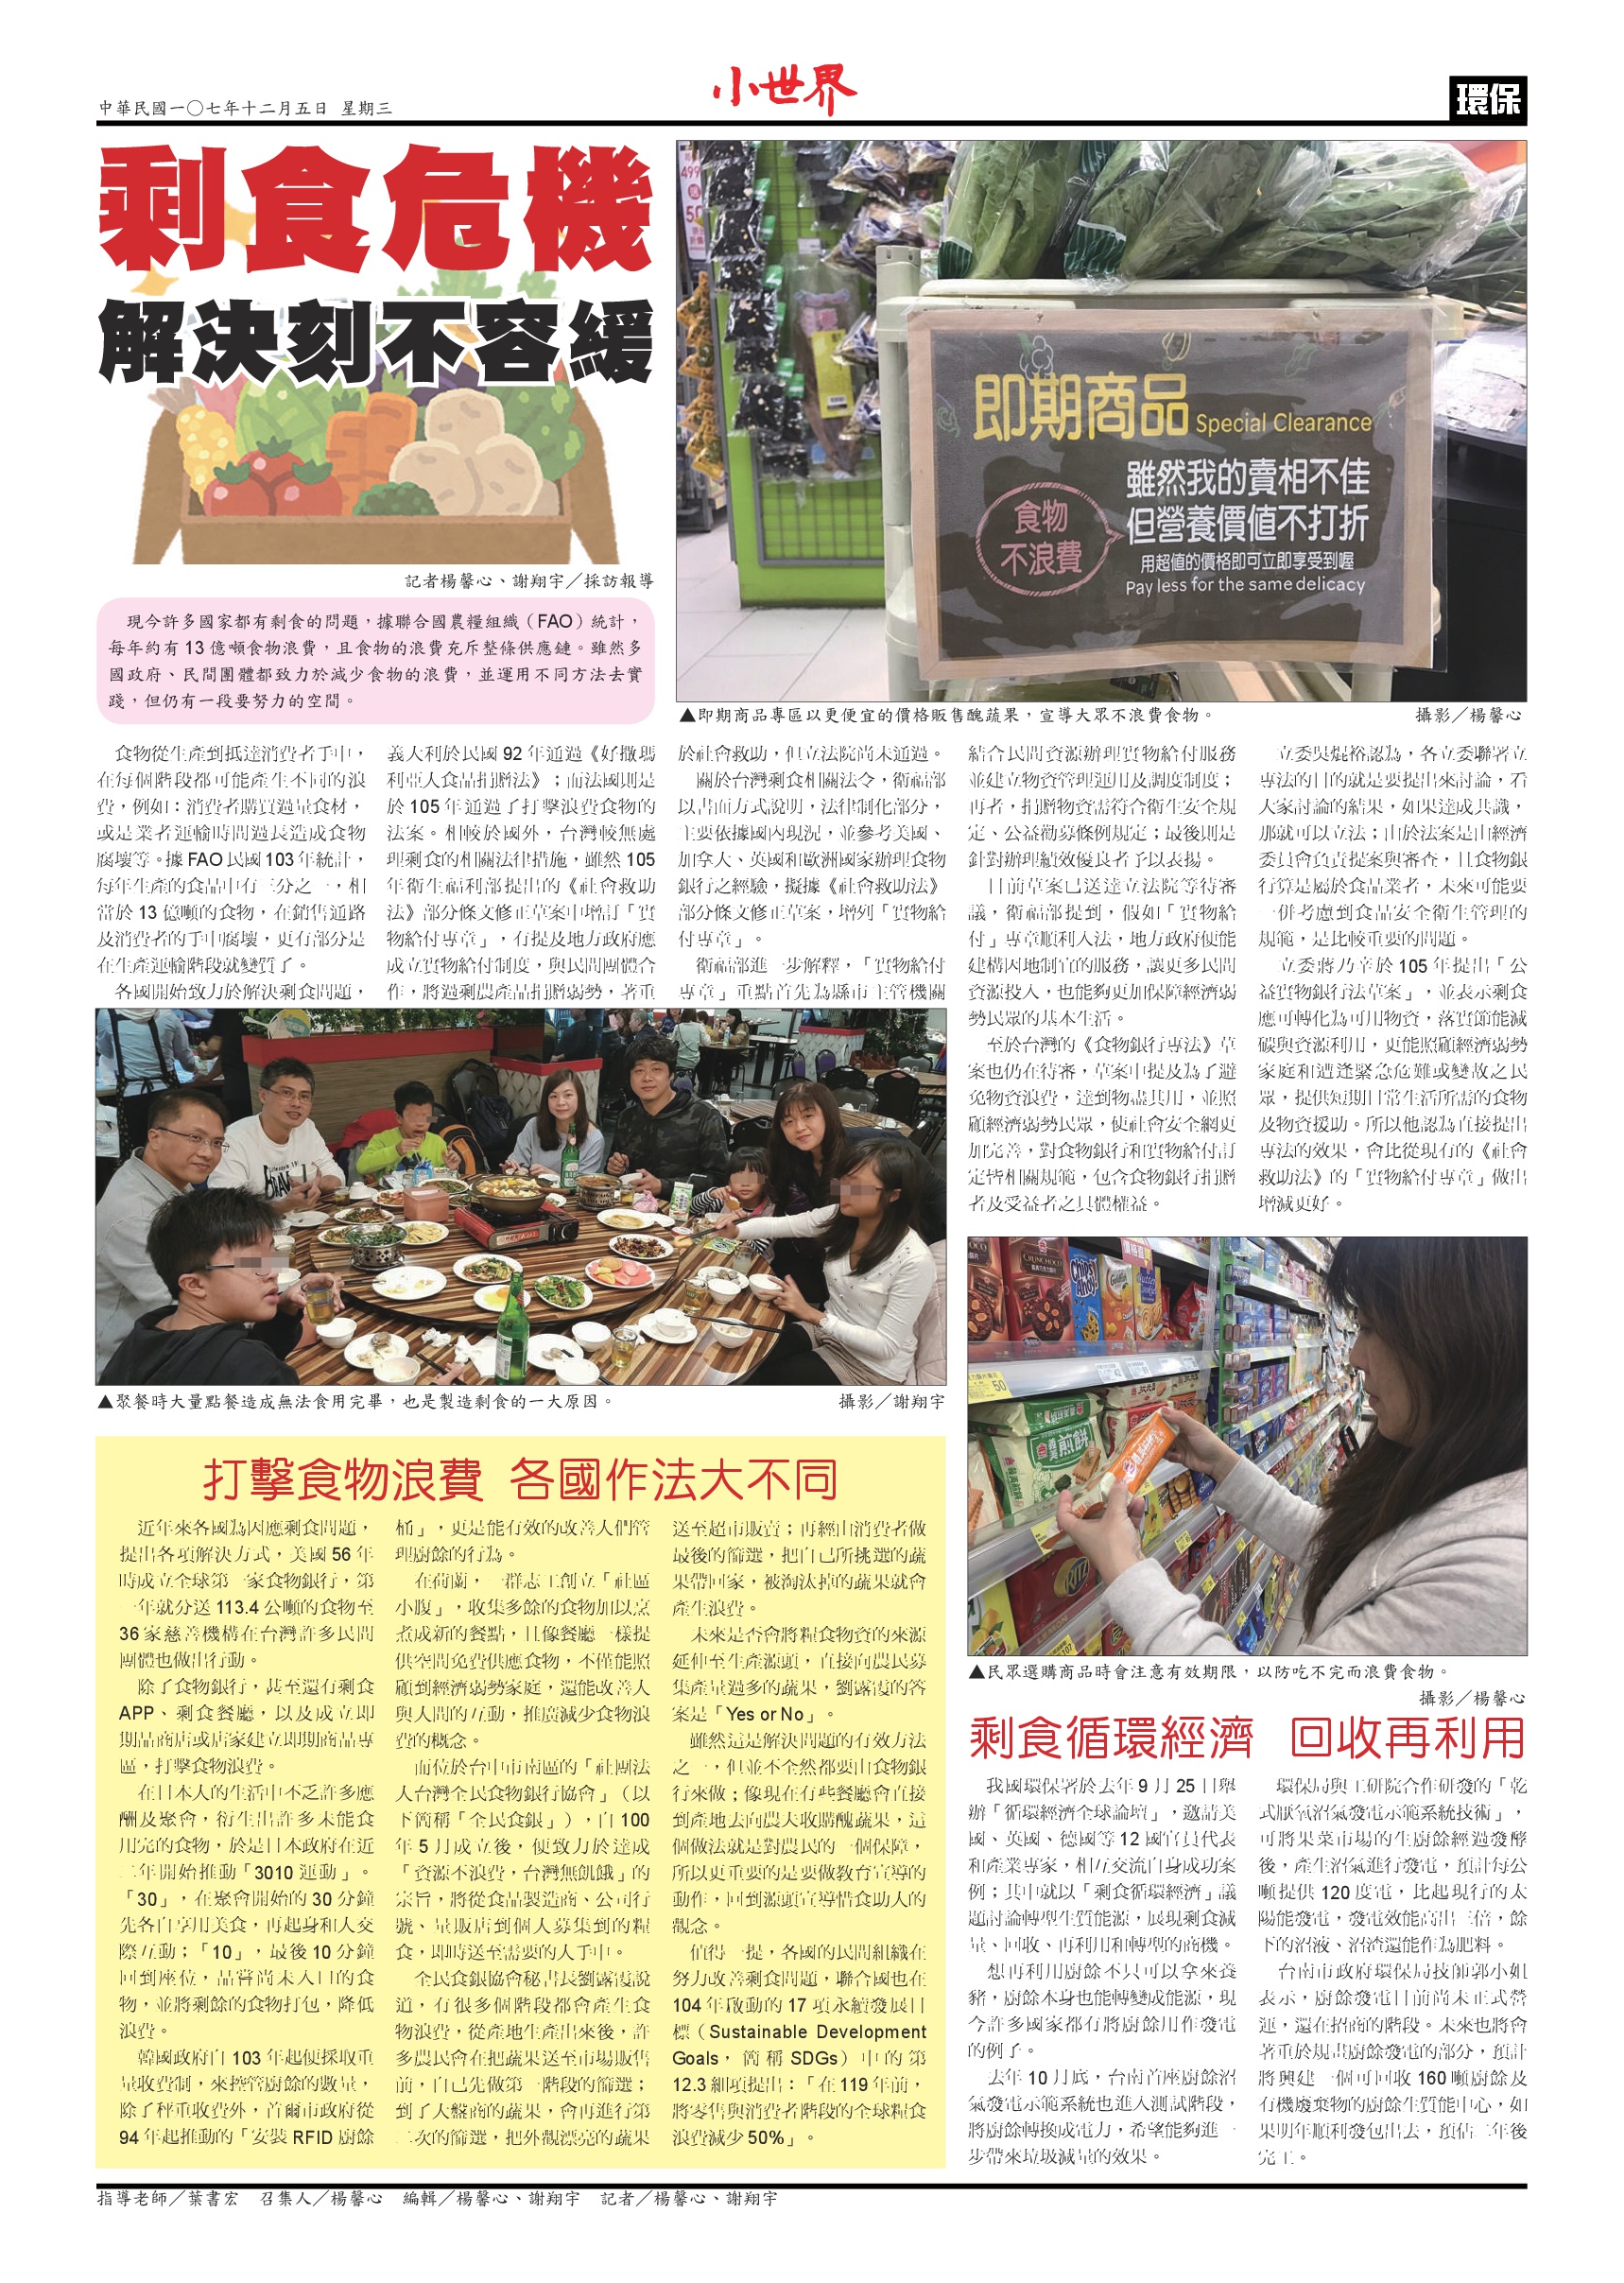 中華民國一〇七年十二月五日 星期三
小世界
環保
剩食危機
解決刻不容緩
記者楊馨心、謝翔宇／採訪報導
現今許多國家都有剩食的問題，據聯合國農糧組織（FAO）統計，
每年約有 13 億噸食物浪費，且食物的浪費充斥整條供應鏈。雖然多
國政府、民間團體都致力於減少食物的浪費，並運用不同方法去實
踐，但仍有一段要努力的空間。
即期商品 Special Clearance
雖然我的賣相不佳
但營養價值不打折
食物
不浪費
用超值的價格即可立即享受到喔
Pay less for the same delicacy
▲即期商品專區以更便宜的價格販售醜蔬果，宣導大眾不浪費食物。 攝影／楊馨心
食物從生產到抵達消費者手中，
在每個階段都可能產生不同的浪
費，例如：消費者購買過量食材，
或是業者運輸時間過長造成食物
腐壞等。據 FAO 民國 103 年統計，
每年生產的食品中有三分之一，相
當於 13 億噸的食物，在銷售通路
及消費者的手中腐壞，更有部分是
在生產運輸階段就變質了。
各國開始致力於解決剩食問題，
義大利於民國 92 年通過《好撒瑪
利亞人食品捐贈法》；而法國則是
於 105 年通過了打擊浪費食物的
法案。相較於國外，台灣較無處
理剩食的相關法律措施，雖然 105
年衛生福利部提出的《社會救助
法》部分條文修正草案中增訂「實
物給付專章」，有提及地方政府應
成立實物給付制度，與民間團體合
作，將過剩農產品捐贈弱勢，著重
於社會救助，但立法院尚未通過。
關於台灣剩食相關法令，衛福部
以書面方式說明，法律制化部分，
主要依據國內現況，並參考美國、
加拿大、英國和歐洲國家辦理食物
銀行之經驗，擬據《社會救助法》
部分條文修正草案，增列「實物給
付專章」。
衛福部進一步解釋，「實物給付
專章」重點首先為縣市主管機關
結合民間資源辦理實物給付服務
並建立物資管理運用及調度制度；
再者，捐贈物資需符合衛生安全規
定、公益勸募條例規定；最後則是
針對辦理績效優良者予以表揚。
目前草案已送達立法院等待審
議，衛福部提到，假如「實物給
付」專章順利入法，地方政府便能
建構因地制宜的服務，讓更多民間
資源投入，也能夠更加保障經濟弱
勢民眾的基本生活。
至於台灣的《食物銀行專法》草
案也仍在待審，草案中提及為了避
免物資浪費，達到物盡其用，並照
顧經濟弱勢民眾，使社會安全網更
加完善，對食物銀行和實物給付訂
定皆相關規範，包含食物銀行捐贈
者及受益者之具體權益。
立委吳焜裕認為，各立委聯署立
專法的目的就是要提出來討論，看
大家討論的結果，如果達成共識，
那就可以立法；由於法案是由經濟
委員會負責提案與審查，且食物銀
行算是屬於食品業者，未來可能要
一併考慮到食品安全衛生管理的
規範，是比較重要的問題。
立委蔣乃辛於 105 年提出「公
益實物銀行法草案」，並表示剩食
應可轉化為可用物資，落實節能減
碳與資源利用，更能照顧經濟弱勢
家庭和遭逢緊急危難或變故之民
眾，提供短期日常生活所需的食物
及物資援助。所以他認為直接提出
專法的效果，會比從現有的《社會
救助法》的「實物給付專章」做出
增減更好。
▲聚餐時大量點餐造成無法食用完畢，也是製造剩食的一大原因。 攝影／謝翔宇
▲民眾選購商品時會注意有效期限，以防吃不完而浪費食物。
攝影／楊馨心
打擊食物浪費 各國作法大不同
近年來各國為因應剩食問題，
提出各項解決方式，美國 56 年
時成立全球第一家食物銀行，第
一年就分送 113.4 公噸的食物至
36 家慈善機構在台灣許多民間
團體也做出行動。
除了食物銀行，甚至還有剩食
APP、剩食餐廳，以及成立即
期品商店或店家建立即期商品專
區，打擊食物浪費。
在日本人的生活中不乏許多應
酬及聚會，衍生出許多未能食
用完的食物，於是日本政府在近
二年開始推動「3010 運動」。
「30」，在聚會開始的 30 分鐘
先各自享用美食，再起身和人交
際互動；「10」，最後 10 分鐘
回到座位，品嘗尚未入口的食
物，並將剩餘的食物打包，降低
浪費。
韓國政府自 103 年起便採取重
量收費制，來控管廚餘的數量，
除了秤重收費外，首爾市政府從
94 年起推動的「安裝 RFID 廚餘
桶」，更是能有效的改善人們管
理廚餘的行為。
在荷蘭，一群志工創立「社區
小腹」，收集多餘的食物加以烹
煮成新的餐點，且像餐廳一樣提
供空間免費供應食物，不僅能照
顧到經濟弱勢家庭，還能改善人
與人間的互動，推廣減少食物浪
費的概念。
而位於台中市南區的「社團法
人台灣全民食物銀行協會」（以
下簡稱「全民食銀」），自 100
年 5 月成立後，便致力於達成
「資源不浪費，台灣無飢餓」的
宗旨，將從食品製造商、公司行
號、量販店到個人募集到的糧
食，即時送至需要的人手中。
全民食銀協會秘書長劉露霞說
道，有很多個階段都會產生食
物浪費，從產地生產出來後，許
多農民會在把蔬果送至市場販售
前，自己先做第一階段的篩選；
到了大盤商的蔬果，會再進行第
二次的篩選，把外觀漂亮的蔬果
送至超市販賣；再經由消費者做
最後的篩選，把自己所挑選的蔬
果帶回家，被淘汰掉的蔬果就會
產生浪費。
未來是否會將糧食物資的來源
延伸至生產源頭，直接向農民募
集產量過多的蔬果，劉露霞的答
案是「Yes or No」。
雖然這是解決問題的有效方法
之一，但並不全然都要由食物銀
行來做；像現在有些餐廳會直接
到產地去向農夫收購醜蔬果，這
個做法就是對農民的一個保障，
所以更重要的是要做教育宣導的
動作，回到源頭宣導惜食助人的
觀念。
值得一提，各國的民間組織在
努力改善剩食問題，聯合國也在
104 年啟動的 17 項永續發展目
標（Sustainable Development
Goals，簡稱 SDGs）中的第
12.3 細項提出：「在 119 年前，
將零售與消費者階段的全球糧食
浪費減少 50%」。
剩食循環經濟 回收再利用
我國環保署於去年 9 月 25 日舉
辦「循環經濟全球論壇」，邀請美
國、英國、德國等 12 國官員代表
和產業專家，相互交流自身成功案
例；其中就以「剩食循環經濟」議
題討論轉型生質能源，展現剩食減
量、回收、再利用和轉型的商機。
想再利用廚餘不只可以拿來養
豬，廚餘本身也能轉變成能源，現
今許多國家都有將廚餘用作發電
的例子。
去年 10 月底，台南首座廚餘沼
氣發電示範系統也進入測試階段，
將廚餘轉換成電力，希望能夠進一
步帶來垃圾減量的效果。
環保局與工研院合作研發的「乾
式厭氧沼氣發電示範系統技術」，
可將果菜市場的生廚餘經過發酵
後，產生沼氣進行發電，預計每公
噸提供 120 度電，比起現行的太
陽能發電，發電效能高出三倍，餘
下的沼液、沼渣還能作為肥料。
台南市政府環保局技師郭小姐
表示，廚餘發電目前尚未正式營
運，還在招商的階段。未來也將會
著重於規畫廚餘發電的部分，預計
將興建一個可回收 160 噸廚餘及
有機廢棄物的廚餘生質能中心，如
果明年順利發包出去，預估二年後
完工。
指導老師／葉書宏 召集人／楊馨心 編輯／楊馨心、謝翔宇 記者／楊馨心、謝翔宇